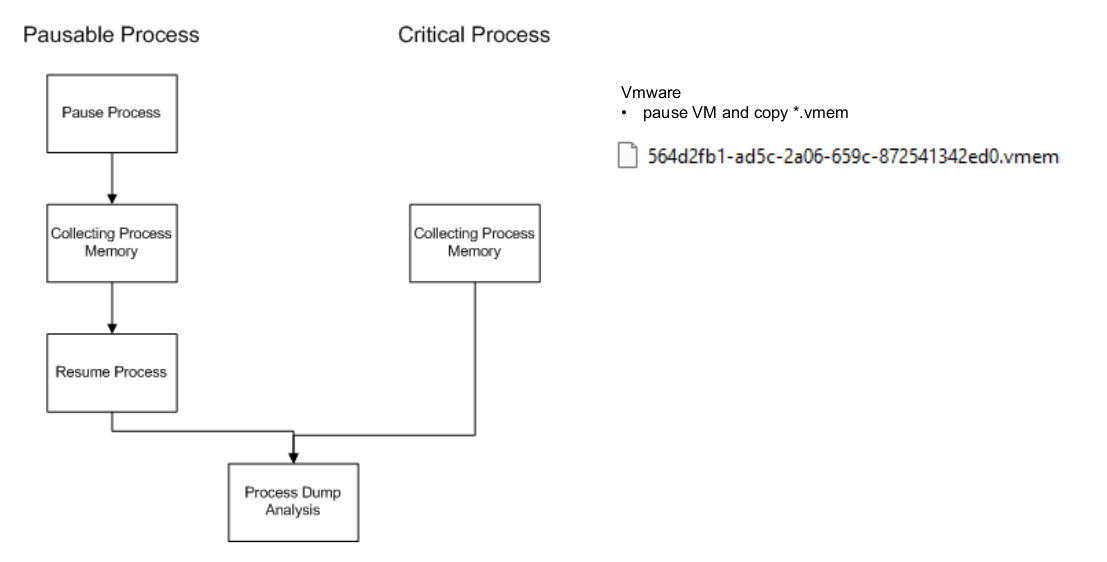 Pausable Process
Critical Process
Pause Process
Collecting Process
Memory
Resume Process
Collecting Process
Memory
Process Dump
Analysis
Vmware
• pause VM and copy *.vmem
564d2fb1-ad5c-2a06-659c-872541342ed0.vmem